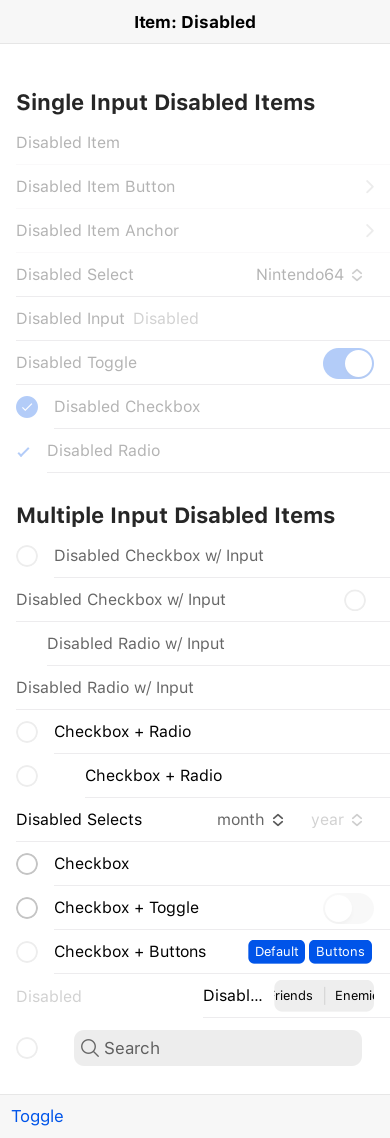 Item: Disabled
Single Input Disabled Items
Disabled Item
Disabled Item Button
Disabled Item Anchor
Disabled Select Nintendo64
Disabled Input Disabled
Disabled Toggle
Disabled Checkbox
Disabled Radio
Multiple Input Disabled Items
Disabled Checkbox w/ Input
Disabled Checkbox w/ Input
Disabled Radio w/ Input
Disabled Radio w/ Input
Checkbox + Radio
Checkbox + Radio
Disabled Selects month year
Checkbox
Checkbox + Toggle
Checkbox + Buttons Default Buttons
Disabled Disabl... riends Enemie
Search
Toggle